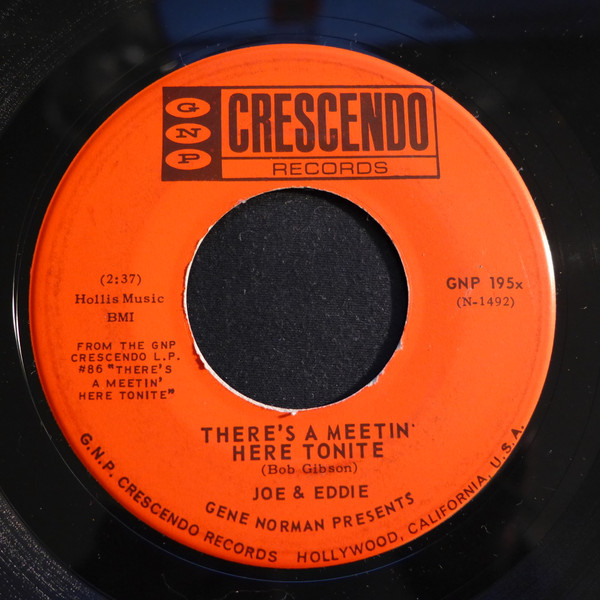 GNP
CRESCENDO
RECORDS
(2:37)
Hollis Music
BMI
GNP 195x
(N-1492)
FROM THE GNP
CRESCENDO L.P.
#86 "THERE'S
A MEETIN'
HERE TONITE"
THERE'S A MEETIN'
HERE TONITE
(Bob Gibson)
JOE & EDDIE
GENE NORMAN PRESENTS
G.N.P. CRESCENDO RECORDS HOLLYWOOD, CALIFORNIA, U.S.A.